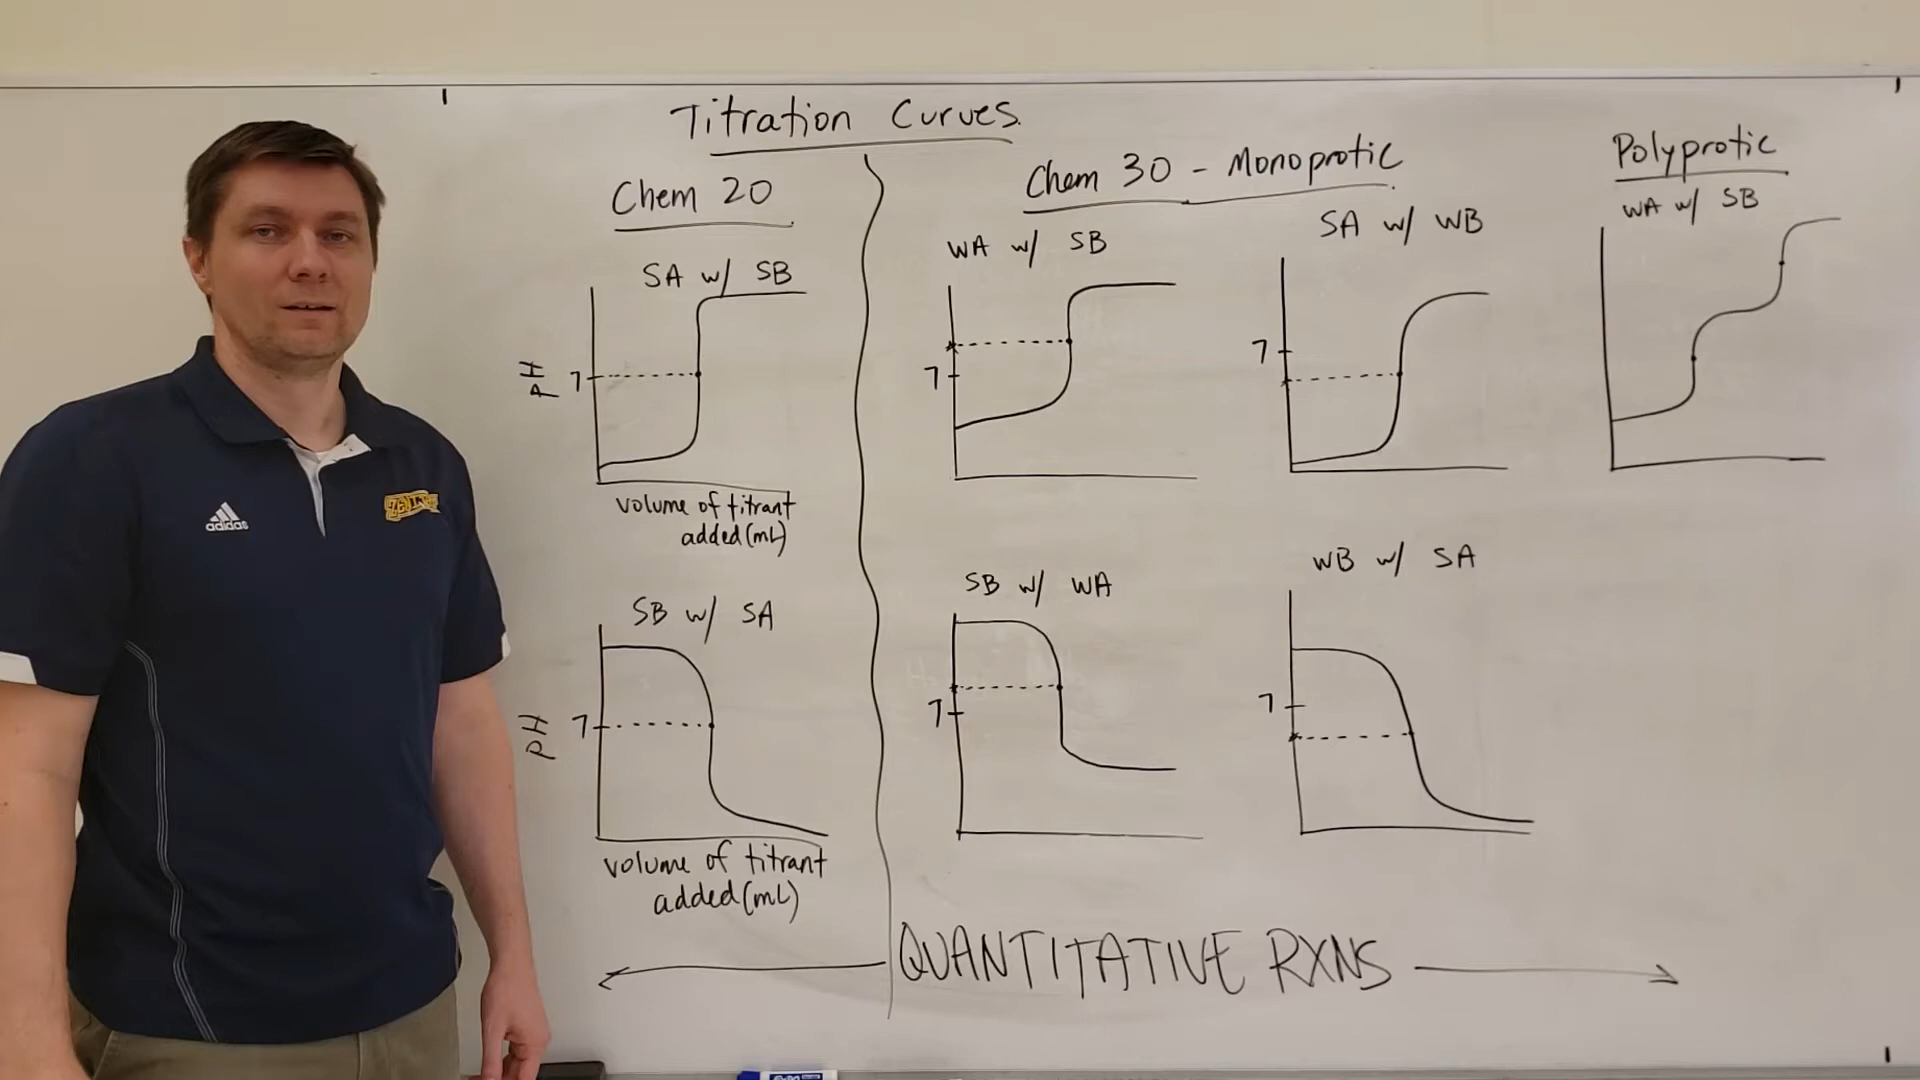 Titration Curves.
Chem 20
SA w/ SB
pH
7
volume of titrant
added (mL)
SB w/ SA
pH
7
volume of titrant
added (mL)
Chem 30 - Monoprotic
WA w/ SB
7
SA w/ WB
7
SB w/ WA
7
WB w/ SA
7
Polyprotic
WA w/ SB
QUANTITATIVE RXNS
adidas